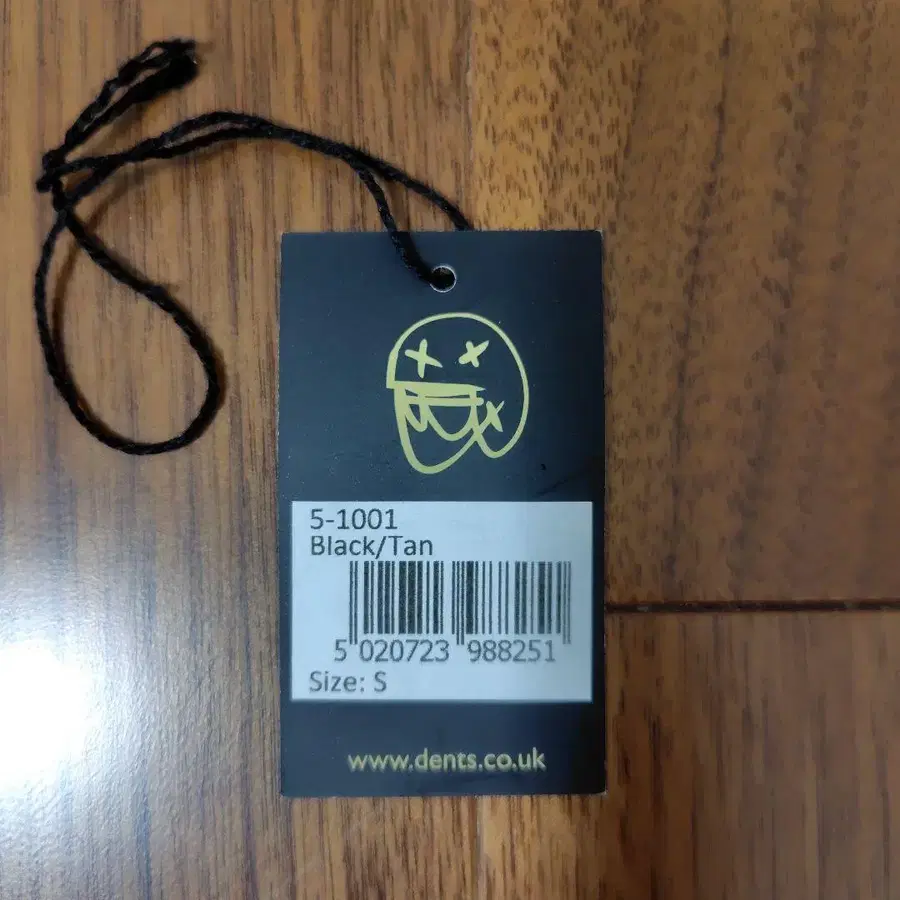 5-1001
Black/Tan
5 020723 988251
Size: S
www.dents.co.uk